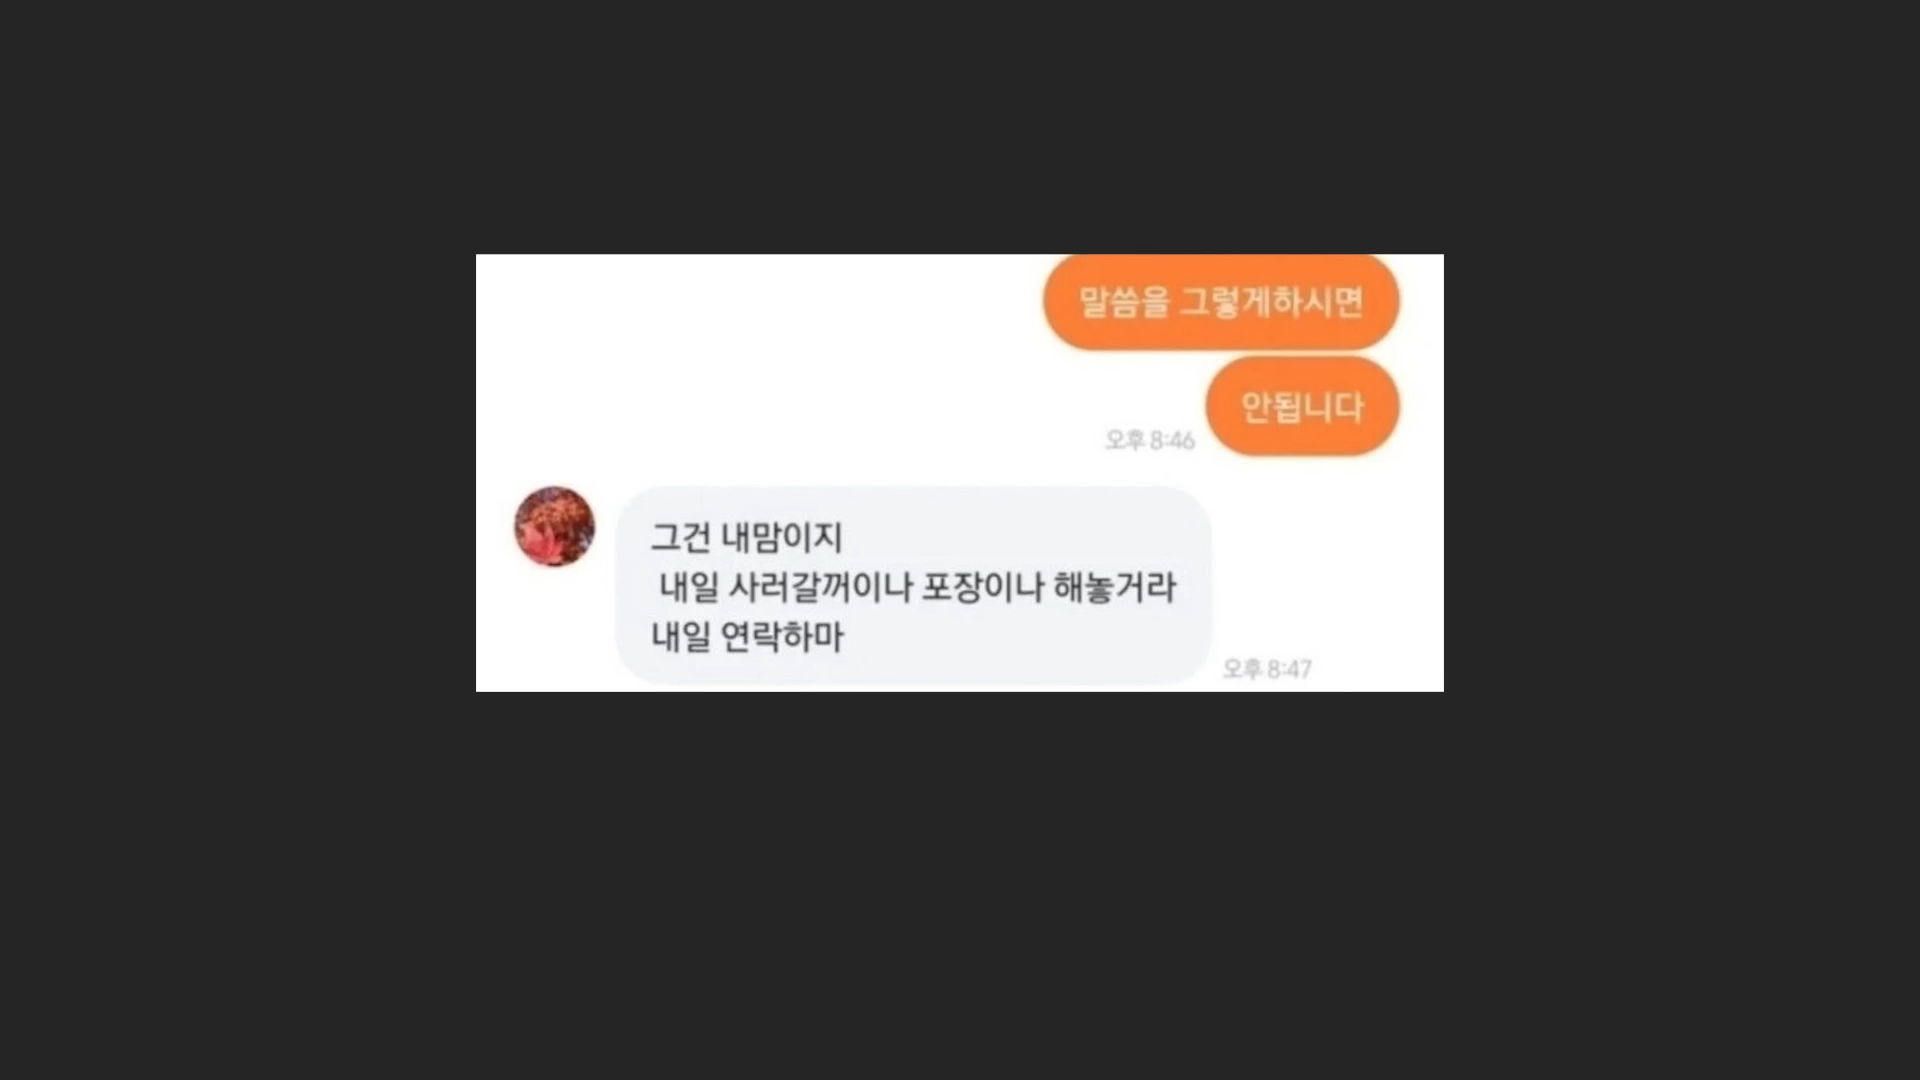 말씀을 그렇게하시면
안됩니다
오후 8:46
그건 내맘이지
내일 사러갈꺼이나 포장이나 해놓거라
내일 연락하마
오후 8:47